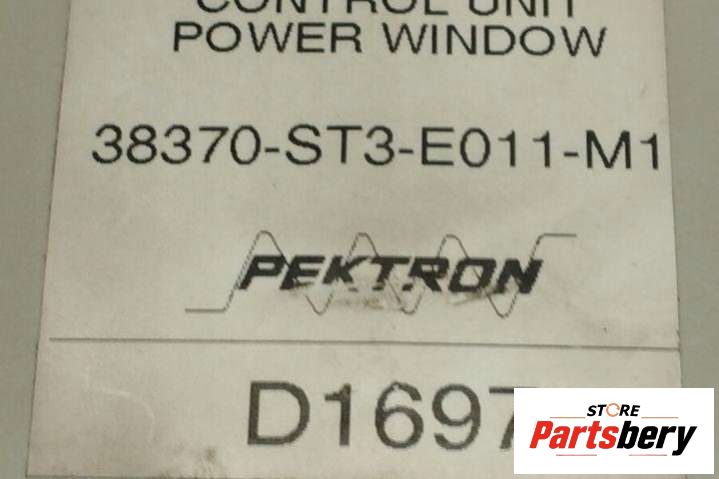 CONTROL UNIT
POWER WINDOW
38370-ST3-E011-M1
PEKTRON
D1697
STORE
Partsbery